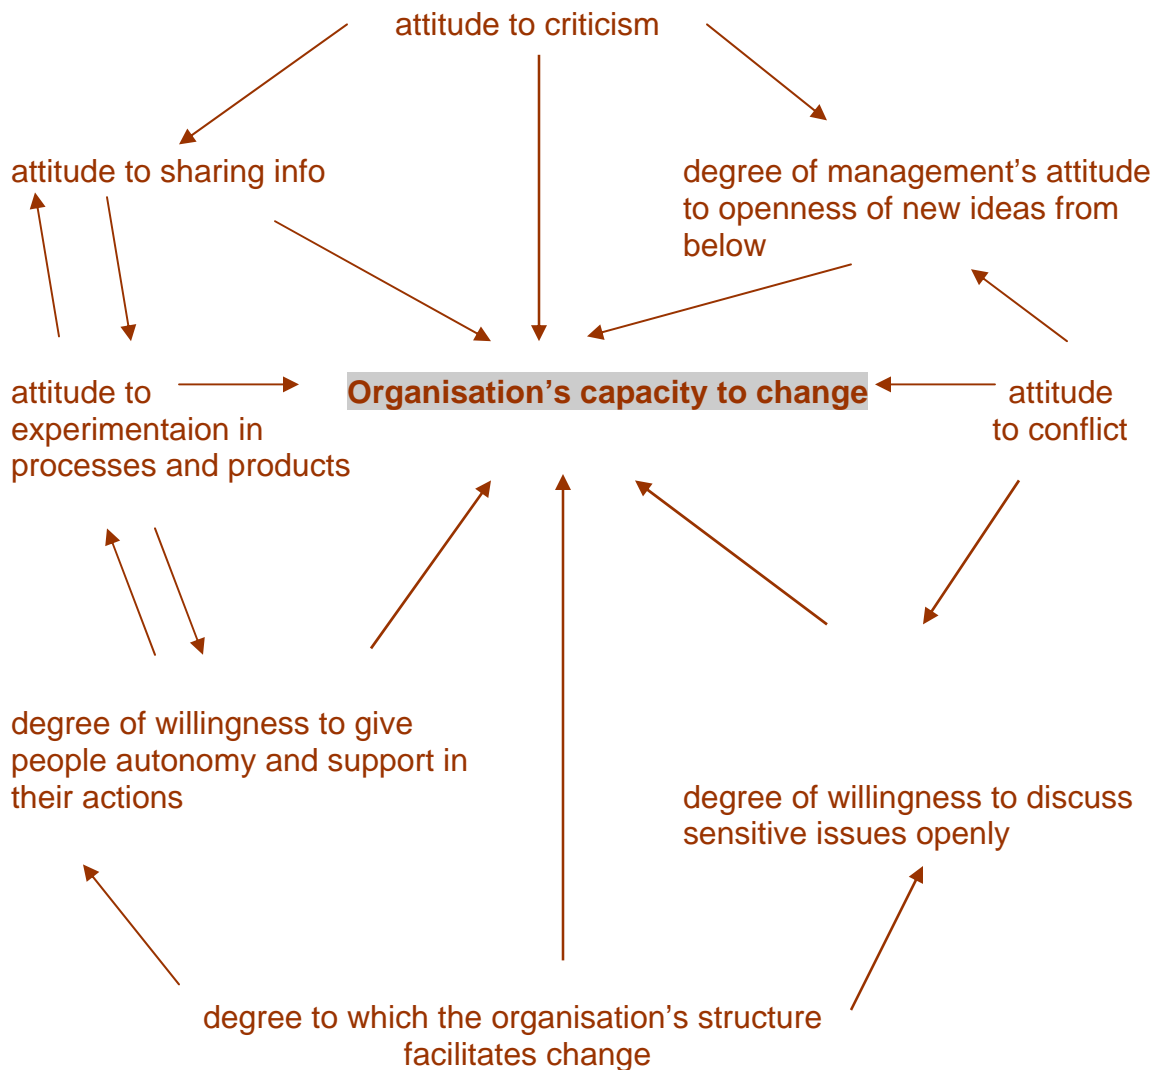 attitude to criticism
attitude to sharing info
degree of management’s attitude
to openness of new ideas from
below
attitude to
experimentaion in
processes and products
Organisation’s capacity to change
attitude
to conflict
degree of willingness to give
people autonomy and support in
their actions
degree of willingness to discuss
sensitive issues openly
degree to which the organisation’s structure
facilitates change